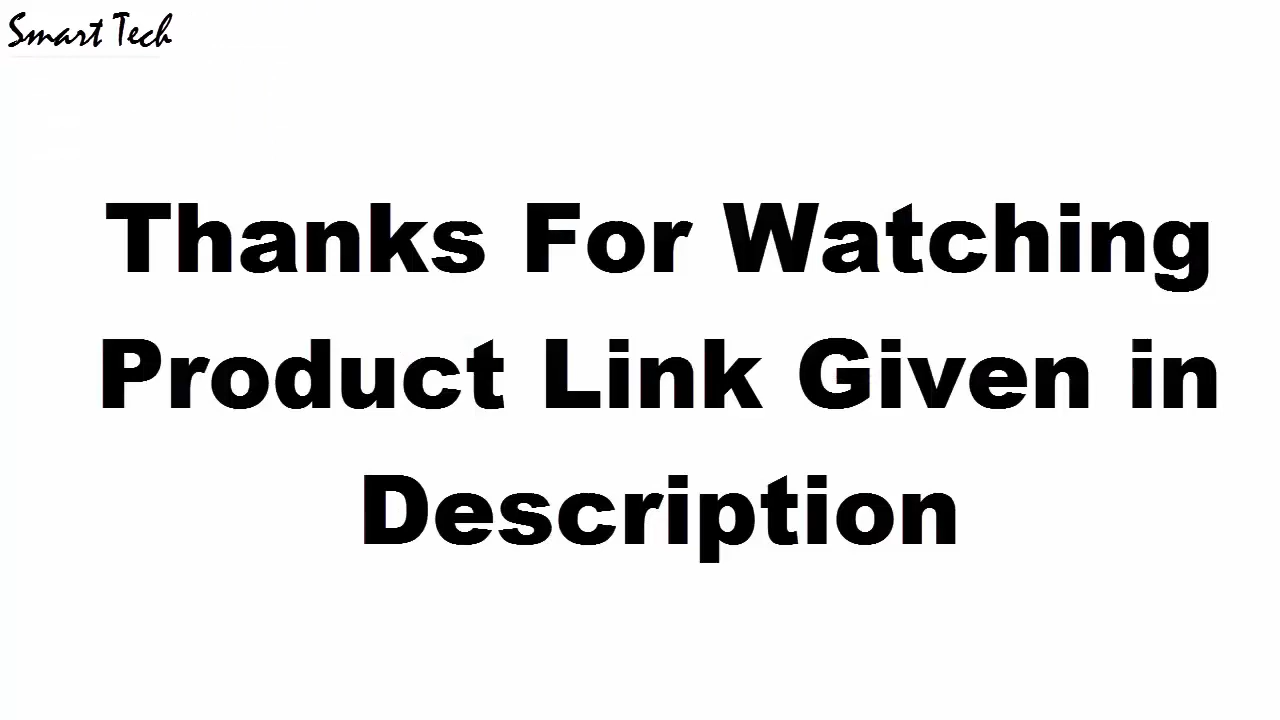 Smart Tech
Thanks For Watching
Product Link Given in
Description